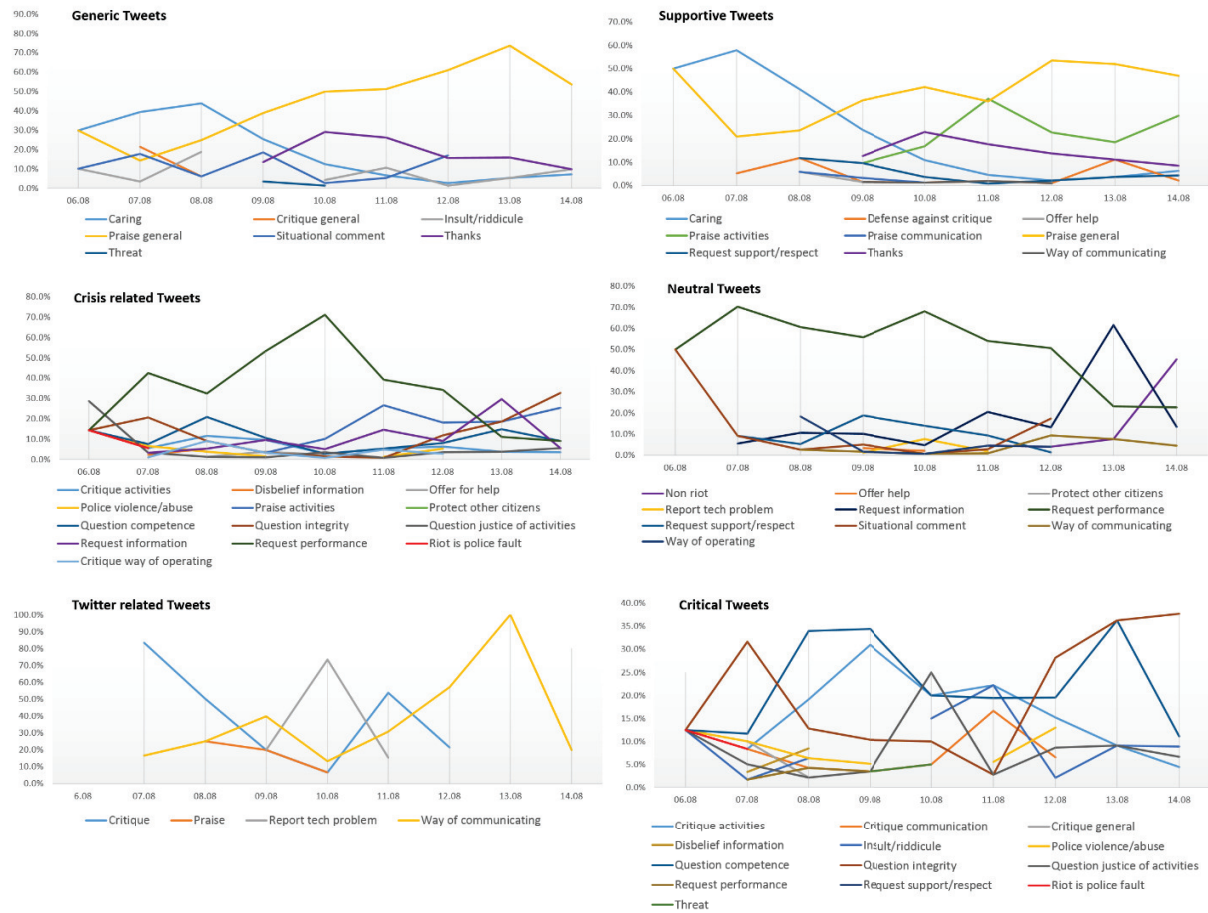 Generic Tweets
90.0%
80.0%
70.0%
60.0%
50.0%
40.0%
30.0%
20.0%
10.0%
0.0%
06.08 07.08 08.08 09.08 10.08 11.08 12.08 13.08 14.08
Caring Critique general Insult/riddicule
Praise general Situational comment Thanks
Threat
Supportive Tweets
70.0%
60.0%
50.0%
40.0%
30.0%
20.0%
10.0%
0.0%
06.08 07.08 08.08 09.08 10.08 11.08 12.08 13.08 14.08
Caring Defense against critique Offer help
Praise activities Praise communication Praise general
Request support/respect Thanks Way of communicating
Crisis related Tweets
80.0%
70.0%
60.0%
50.0%
40.0%
30.0%
20.0%
10.0%
0.0%
06.08 07.08 08.08 09.08 10.08 11.08 12.08 13.08 14.08
Critique activities Disbelief information Offer for help
Police violence/abuse Praise activities Protect other citizens
Question competence Question integrity Question justice of activities
Request information Request performance Riot is police fault
Critique way of operating
Neutral Tweets
80.0%
70.0%
60.0%
50.0%
40.0%
30.0%
20.0%
10.0%
0.0%
06.08 07.08 08.08 09.08 10.08 11.08 12.08 13.08 14.08
Non riot Offer help Protect other citizens
Report tech problem Request information Request performance
Request support/respect Situational comment Way of communicating
Way of operating
Twitter related Tweets
100.0%
90.0%
80.0%
70.0%
60.0%
50.0%
40.0%
30.0%
20.0%
10.0%
0.0%
6.08 07.08 08.08 09.08 10.08 11.08 12.08 13.08 14.08
Critique Praise Report tech problem Way of communicating
Critical Tweets
40.0%
35.0%
30.0%
25.0%
20.0%
15.0%
10.0%
5.0%
0.0%
06.08 07.08 08.08 09.08 10.08 11.08 12.08 13.08 14.08
Critique activities Critique communication Critique general
Disbelief information Insult/riddicule Police violence/abuse
Question competence Question integrity Question justice of activities
Request performance Request support/respect Riot is police fault
Threat